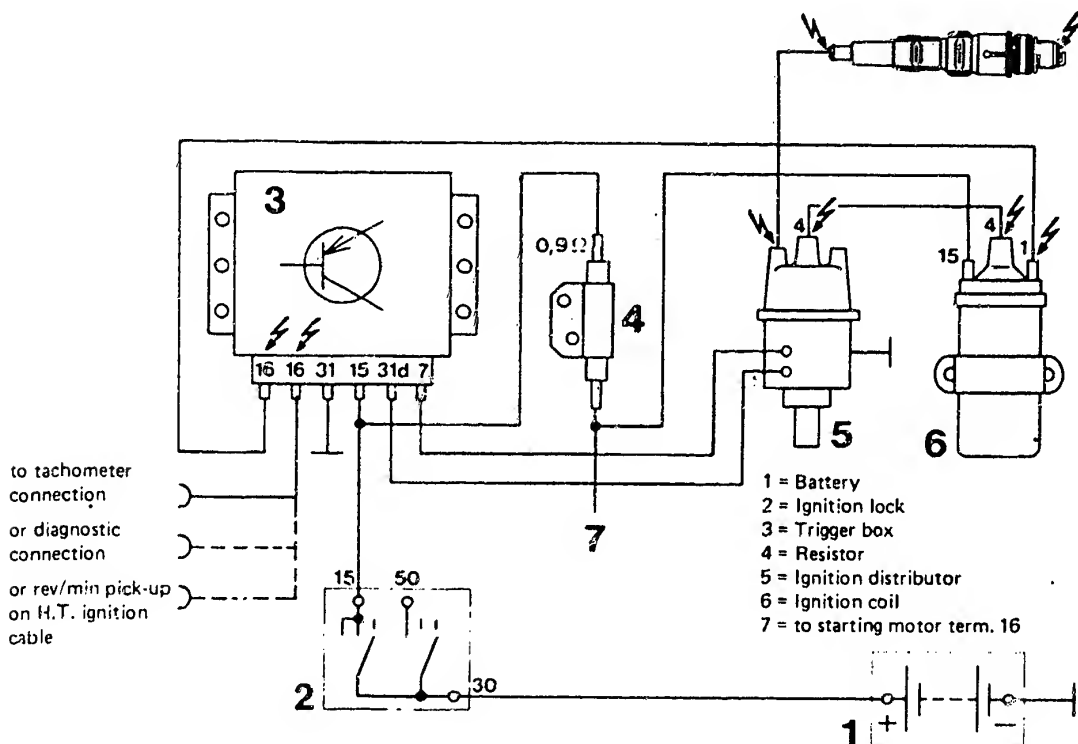 3
0,9Ω
4
4
4
15
1
16 16 31 15 31d 7
5
6
to tachometer
connection
or diagnostic
connection
or rev/min pick-up
on H.T. ignition
cable
7
1 = Battery
2 = Ignition lock
3 = Trigger box
4 = Resistor
5 = Ignition distributor
6 = Ignition coil
7 = to starting motor term. 16
15 50
2
30
1
+ −